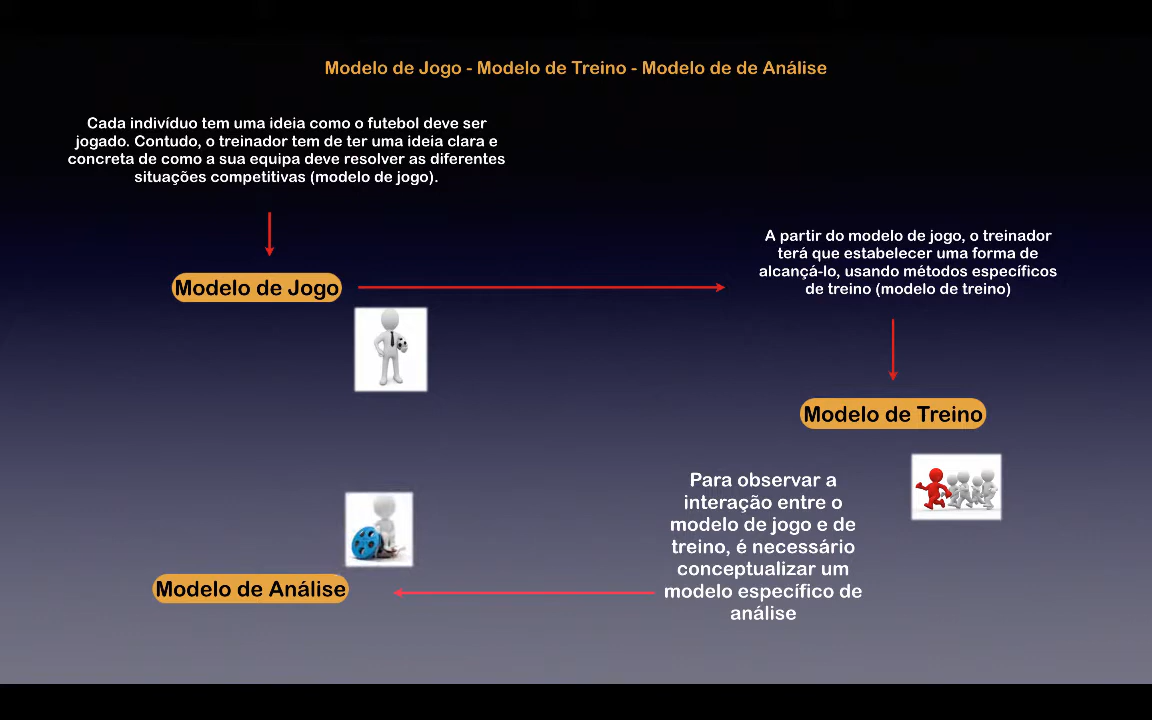 Modelo de Jogo - Modelo de Treino - Modelo de de Análise
Cada indivíduo tem uma ideia como o futebol deve ser
jogado. Contudo, o treinador tem de ter uma ideia clara e
concreta de como a sua equipa deve resolver as diferentes
situações competitivas (modelo de jogo).
Modelo de Jogo
A partir do modelo de jogo, o treinador
terá que estabelecer uma forma de
alcançá-lo, usando métodos específicos
de treino (modelo de treino)
Modelo de Treino
Para observar a
interação entre o
modelo de jogo e de
treino, é necessário
conceptualizar um
modelo específico de
análise
Modelo de Análise